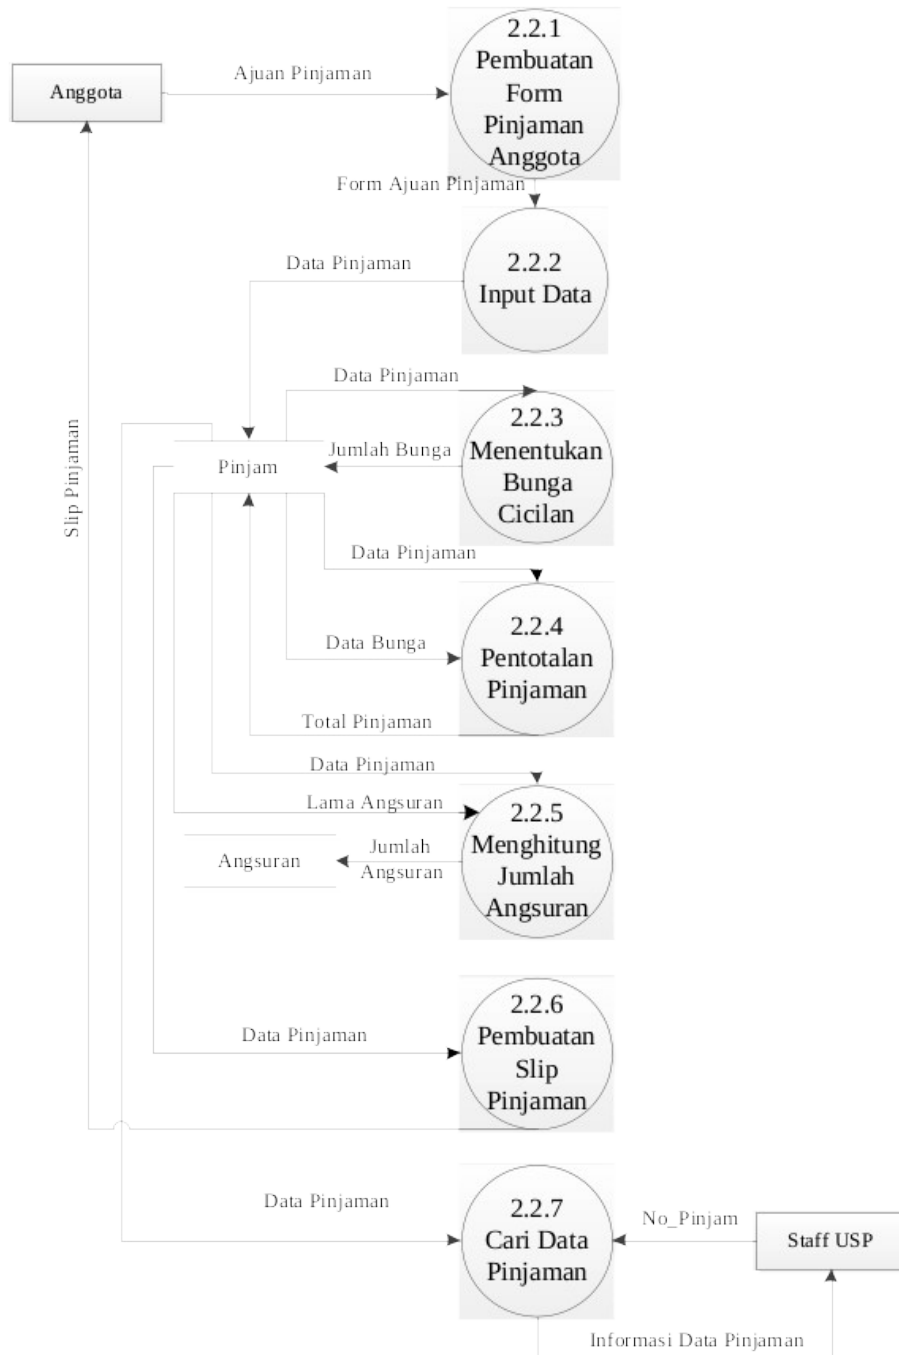 2.2.1
Pembuatan
Form
Pinjaman
Anggota
Ajuan Pinjaman
Anggota
Form Ajuan Pinjaman
2.2.2
Input Data
Data Pinjaman
Data Pinjaman
2.2.3
Menentukan
Bunga
Cicilan
Jumlah Bunga
Pinjam
Slip Pinjaman
Data Pinjaman
2.2.4
Pentotalan
Pinjaman
Data Bunga
Total Pinjaman
Data Pinjaman
Lama Angsuran
2.2.5
Menghitung
Jumlah
Angsuran
Jumlah
Angsuran
Angsuran
2.2.6
Pembuatan
Slip
Pinjaman
Data Pinjaman
Data Pinjaman
2.2.7
Cari Data
Pinjaman
No_Pinjam
Staff USP
Informasi Data Pinjaman